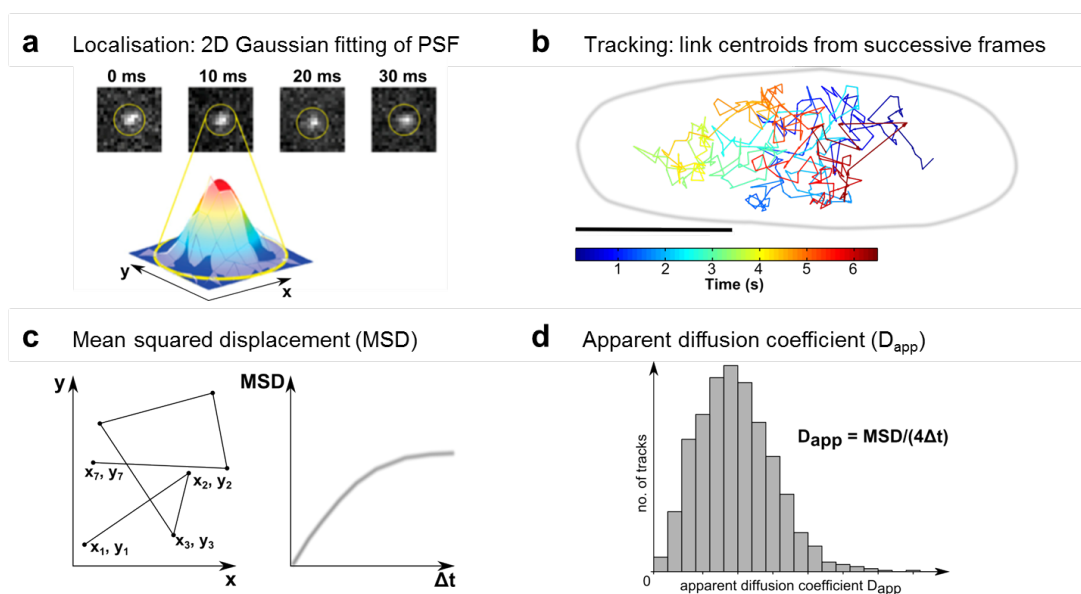 a Localisation: 2D Gaussian fitting of PSF
0 ms 10 ms 20 ms 30 ms
y
x
b Tracking: link centroids from successive frames
1 2 3 4 5 6
Time (s)
c Mean squared displacement (MSD)
y
x₇, y₇
x₂, y₂
x₁, y₁
x₃, y₃
x
MSD
Δt
d Apparent diffusion coefficient (Dapp)
no. of tracks
Dapp = MSD/(4Δt)
0
apparent diffusion coefficient Dapp